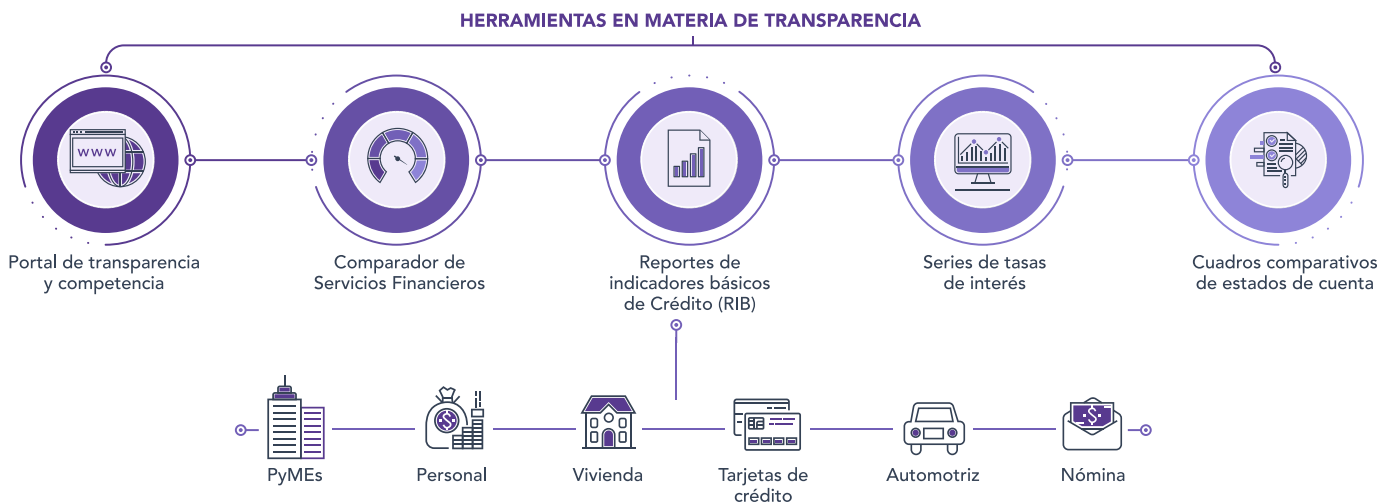 HERRAMIENTAS EN MATERIA DE TRANSPARENCIA
www
Portal de transparencia
y competencia
Comparador de
Servicios Financieros
Reportes de
indicadores básicos
de Crédito (RIB)
Series de tasas
de interés
Cuadros comparativos
de estados de cuenta
$
$
PyMEs
Personal
Vivienda
Tarjetas de
crédito
Automotriz
Nómina